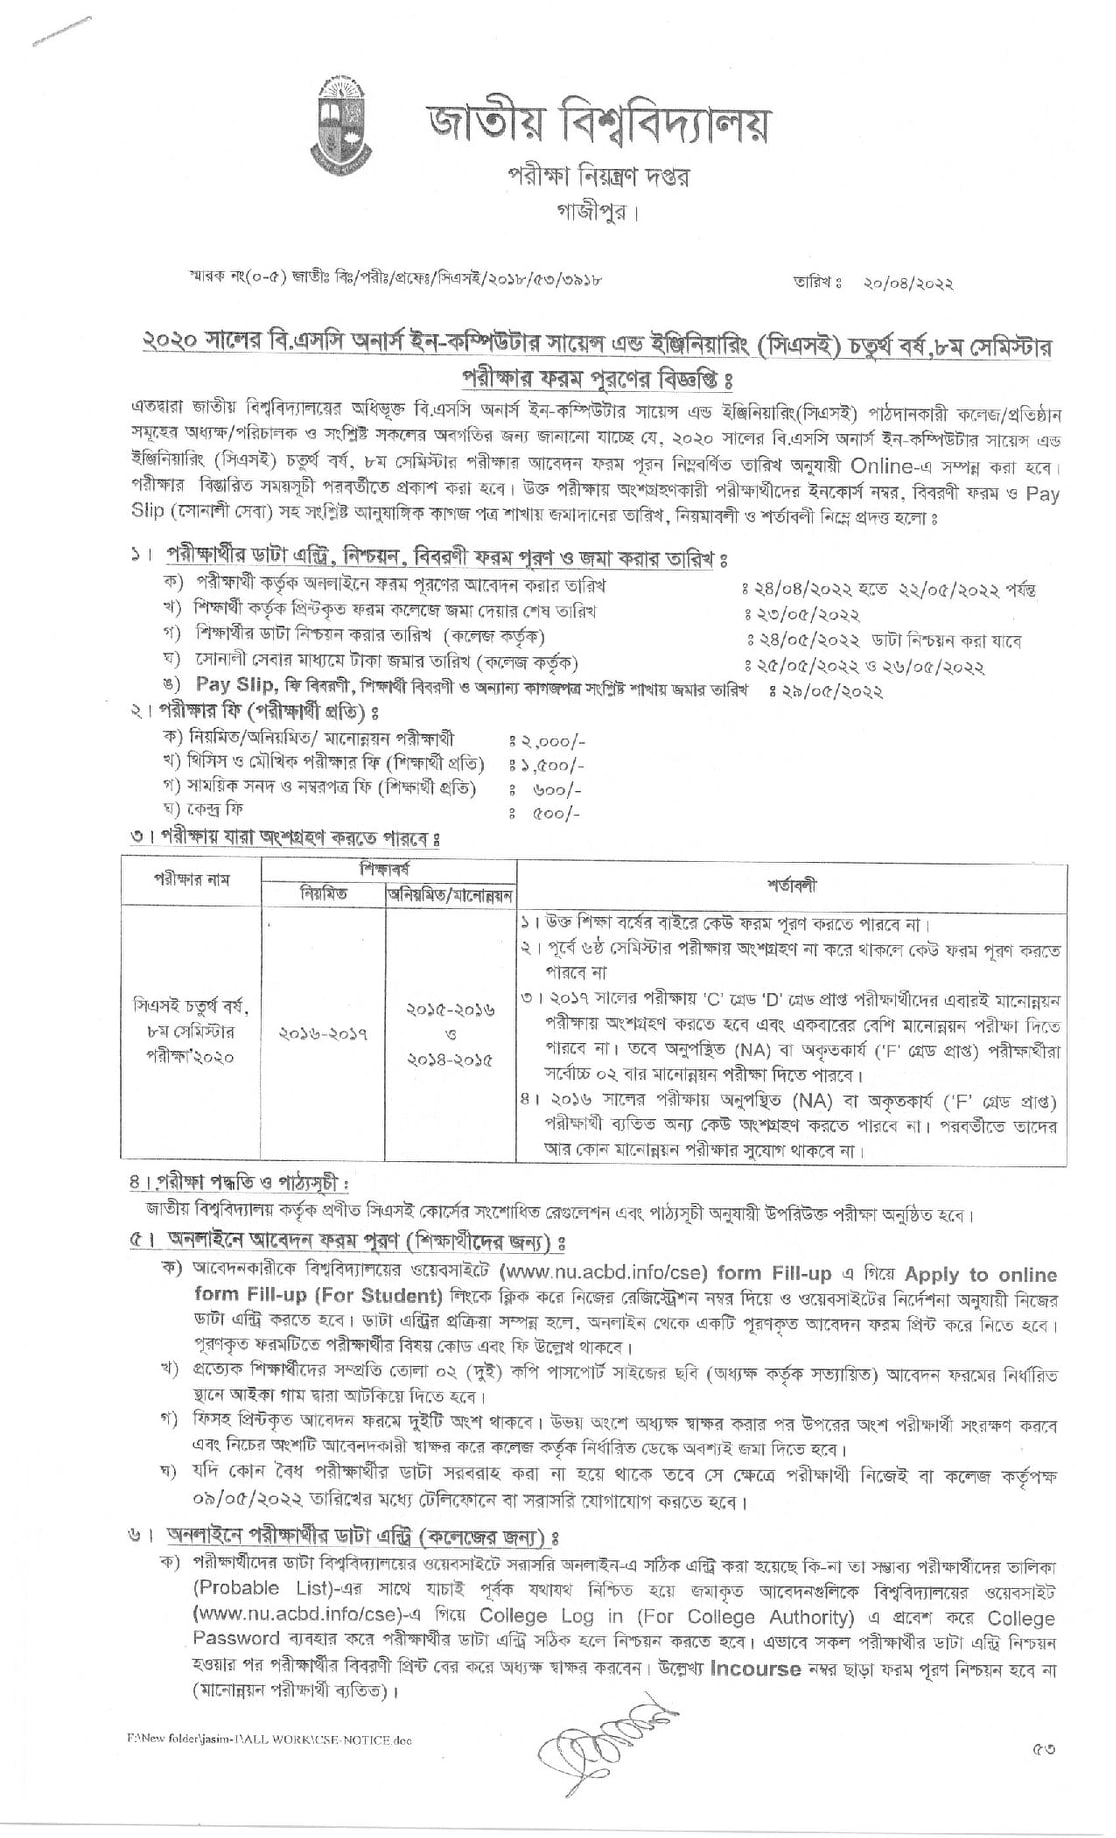 জাতীয় বিশ্ববিদ্যালয়
পরীক্ষা নিয়ন্ত্রণ দপ্তর
গাজীপুর।
স্মারক নং(০-৫) জাতীঃ বিঃ/পরীঃ/প্রফেঃ/সিএসই/২০১৮/৫৩/৩৯১৮
তারিখ ঃ ২০/০৪/২০২২
২০২০ সালের বি.এসসি অনার্স ইন-কম্পিউটার সায়েন্স এন্ড ইঞ্জিনিয়ারিং (সিএসই) চতুর্থ বর্ষ,৮ম সেমিস্টার
পরীক্ষার ফরম পূরণের বিজ্ঞপ্তি ঃ
এতদ্বারা জাতীয় বিশ্ববিদ্যালয়ের অধিভূক্ত বি.এসসি অনার্স ইন-কম্পিউটার সায়েন্স এন্ড ইঞ্জিনিয়ারিং(সিএসই) পাঠদানকারী কলেজ/প্রতিষ্ঠান
সমূহের অধ্যক্ষ/পরিচালক ও সংশ্লিষ্ট সকলের অবগতির জন্য জানানো যাচ্ছে যে, ২০২০ সালের বি.এসসি অনার্স ইন-কম্পিউটার সায়েন্স এন্ড
ইঞ্জিনিয়ারিং (সিএসই) চতুর্থ বর্ষ, ৮ম সেমিস্টার পরীক্ষার আবেদন ফরম পূরন নিম্নবর্ণিত তারিখ অনুযায়ী Online-এ সম্পন্ন করা হবে।
পরীক্ষার বিস্তারিত সময়সূচী পরবর্তীতে প্রকাশ করা হবে। উক্ত পরীক্ষায় অংশগ্রহণকারী পরীক্ষার্থীদের ইনকোর্স নম্বর, বিবরণী ফরম ও Pay
Slip (সোনালী সেবা) সহ সংশ্লিষ্ট আনুষাঙ্গিক কাগজ পত্র শাখায় জমাদানের তারিখ, নিয়মাবলী ও শর্তাবলী নিম্নে প্রদত্ত হলো ঃ
১। পরীক্ষার্থীর ডাটা এন্ট্রি, নিশ্চয়ন, বিবরণী ফরম পূরণ ও জমা করার তারিখ ঃ
ক) পরীক্ষার্থী কর্তৃক অনলাইনে ফরম পূরণের আবেদন করার তারিখ ঃ ২৪/০৪/২০২২ হতে ২২/০৫/২০২২ পর্যন্ত
খ) শিক্ষার্থী কর্তৃক প্রিন্টকৃত ফরম কলেজে জমা দেয়ার শেষ তারিখ ঃ ২৩/০৫/২০২২
গ) শিক্ষার্থীর ডাটা নিশ্চয়ন করার তারিখ (কলেজ কর্তৃক) ঃ ২৪/০৫/২০২২ ডাটা নিশ্চয়ন করা যাবে
ঘ) সোনালী সেবার মাধ্যমে টাকা জমার তারিখ (কলেজ কর্তৃক) ঃ ২৫/০৫/২০২২ ও ২৬/০৫/২০২২
ঙ) Pay Slip, ফি বিবরণী, শিক্ষার্থী বিবরণী ও অন্যান্য কাগজপত্র সংশ্লিষ্ট শাখায় জমার তারিখ ঃ ২৯/০৫/২০২২
২। পরীক্ষার ফি (পরীক্ষার্থী প্রতি) ঃ
ক) নিয়মিত/অনিয়মিত/ মানোন্নয়ন পরীক্ষার্থী ঃ ২,০০০/-
খ) থিসিস ও মৌখিক পরীক্ষার ফি (শিক্ষার্থী প্রতি) ঃ ১,৫০০/-
গ) সাময়িক সনদ ও নম্বরপত্র ফি (শিক্ষার্থী প্রতি) ঃ ৬০০/-
ঘ) কেন্দ্র ফি ঃ ৫০০/-
৩। পরীক্ষায় যারা অংশগ্রহণ করতে পারবে ঃ
পরীক্ষার নাম
শিক্ষাবর্ষ
নিয়মিত
অনিয়মিত/মানোন্নয়ন
শর্তাবলী
সিএসই চতুর্থ বর্ষ,
৮ম সেমিস্টার
পরীক্ষা'২০২০
২০১৬-২০১৭
২০১৫-২০১৬
ও
২০১৪-২০১৫
১। উক্ত শিক্ষা বর্ষের বাইরে কেউ ফরম পূরণ করতে পারবে না।
২। পূর্বে ৬ষ্ঠ সেমিস্টার পরীক্ষায় অংশগ্রহণ না করে থাকলে কেউ ফরম পূরণ করতে
পারবে না
৩। ২০১৭ সালের পরীক্ষায় 'C' গ্রেড 'D' গ্রেড প্রাপ্ত পরীক্ষার্থীদের এবারই মানোন্নয়ন
পরীক্ষায় অংশগ্রহণ করতে হবে এবং একবারের বেশি মানোন্নয়ন পরীক্ষা দিতে
পারবে না। তবে অনুপস্থিত (NA) বা অকৃতকার্য ('F' গ্রেড প্রাপ্ত) পরীক্ষার্থীরা
সর্বোচ্চ ০২ বার মানোন্নয়ন পরীক্ষা দিতে পারবে।
৪। ২০১৬ সালের পরীক্ষায় অনুপস্থিত (NA) বা অকৃতকার্য ('F' গ্রেড প্রাপ্ত)
পরীক্ষার্থী ব্যতিত অন্য কেউ অংশগ্রহণ করতে পারবে না। পরবর্তীতে তাদের
আর কোন মানোন্নয়ন পরীক্ষার সুযোগ থাকবে না।
৪। পরীক্ষা পদ্ধতি ও পাঠ্যসূচী :
জাতীয় বিশ্ববিদ্যালয় কর্তৃক প্রণীত সিএসই কোর্সের সংশোধিত রেগুলেশন এবং পাঠ্যসূচী অনুযায়ী উপরিউক্ত পরীক্ষা অনুষ্ঠিত হবে।
৫। অনলাইনে আবেদন ফরম পূরণ (শিক্ষার্থীদের জন্য) ঃ
ক) আবেদনকারীকে বিশ্ববিদ্যালয়ের ওয়েবসাইটে (www.nu.acbd.info/cse) form Fill-up এ গিয়ে Apply to online
form Fill-up (For Student) লিংকে ক্লিক করে নিজের রেজিস্ট্রেশন নম্বর দিয়ে ও ওয়েবসাইটের নির্দেশনা অনুযায়ী নিজের
ডাটা এন্ট্রি করতে হবে। ডাটা এন্ট্রির প্রক্রিয়া সম্পন্ন হলে, অনলাইন থেকে একটি পূরণকৃত আবেদন ফরম প্রিন্ট করে নিতে হবে।
পূরণকৃত ফরমটিতে পরীক্ষার্থীর বিষয় কোড এবং ফি উল্লেখ থাকবে।
খ) প্রত্যেক শিক্ষার্থীদের সম্প্রতি তোলা ০২ (দুই) কপি পাসপোর্ট সাইজের ছবি (অধ্যক্ষ কর্তৃক সত্যায়িত) আবেদন ফরমের নির্ধারিত
স্থানে আইকা গাম দ্বারা আটকিয়ে দিতে হবে।
গ) ফিসহ প্রিন্টকৃত আবেদন ফরমে দুইটি অংশ থাকবে। উভয় অংশে অধ্যক্ষ স্বাক্ষর করার পর উপরের অংশ পরীক্ষার্থী সংরক্ষণ করবে
এবং নিচের অংশটি আবেনদকারী স্বাক্ষর করে কলেজ কর্তৃক নির্ধারিত ডেস্কে অবশ্যই জমা দিতে হবে।
ঘ) যদি কোন বৈধ পরীক্ষার্থীর ডাটা সরবরাহ করা না হয়ে থাকে তবে সে ক্ষেত্রে পরীক্ষার্থী নিজেই বা কলেজ কর্তৃপক্ষ
০৯/০৫/২০২২ তারিখের মধ্যে টেলিফোনে বা সরাসরি যোগাযোগ করতে হবে।
৬। অনলাইনে পরীক্ষার্থীর ডাটা এন্ট্রি (কলেজের জন্য) ঃ
ক) পরীক্ষার্থীদের ডাটা বিশ্ববিদ্যালয়ের ওয়েবসাইটে সরাসরি অনলাইন-এ সঠিক এন্ট্রি করা হয়েছে কি-না তা সম্ভাব্য পরীক্ষার্থীদের তালিকা
(Probable List)-এর সাথে যাচাই পূর্বক যথাযথ নিশ্চিত হয়ে জমাকৃত আবেদনগুলিকে বিশ্ববিদ্যালয়ের ওয়েবসাইট
(www.nu.acbd.info/cse)-এ গিয়ে College Log in (For College Authority) এ প্রবেশ করে College
Password ব্যবহার করে পরীক্ষার্থীর ডাটা এন্ট্রি সঠিক হলে নিশ্চয়ন করতে হবে। এভাবে সকল পরীক্ষার্থীর ডাটা এন্ট্রি নিশ্চয়ন
হওয়ার পর পরীক্ষার্থীর বিবরণী প্রিন্ট বের করে অধ্যক্ষ স্বাক্ষর করবেন। উল্লেখ্য Incourse নম্বর ছাড়া ফরম পূরণ নিশ্চয়ন হবে না
(মানোন্নয়ন পরীক্ষার্থী ব্যতিত)।
F:\New folder\jasim-1\ALL WORK\CSE-NOTICE.doc
৫৩